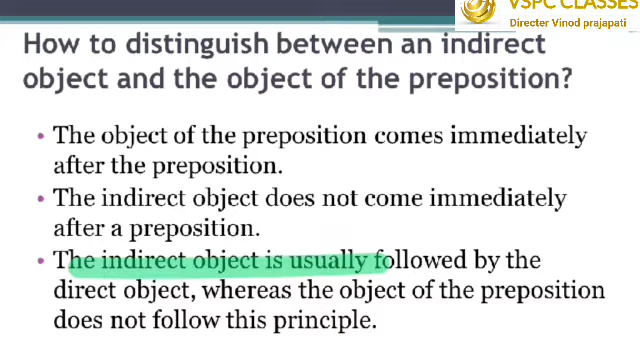 VSPC CLASSES
Directer Vinod prajapati
How to distinguish between an indirect
object and the object of the preposition?
• The object of the preposition comes immediately
after the preposition.
• The indirect object does not come immediately
after a preposition.
• The indirect object is usually followed by the
direct object, whereas the object of the preposition
does not follow this principle.